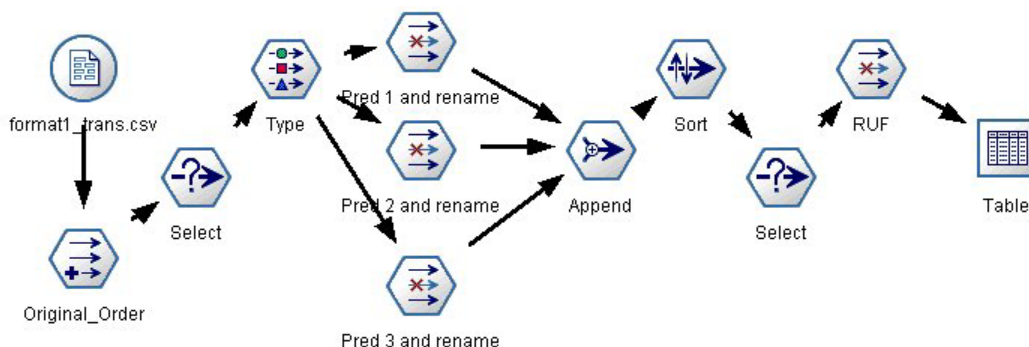 format1_trans.csv
Original_Order
Select
Type
Pred 1 and rename
Pred 2 and rename
Pred 3 and rename
Append
Sort
Select
RUF
Table